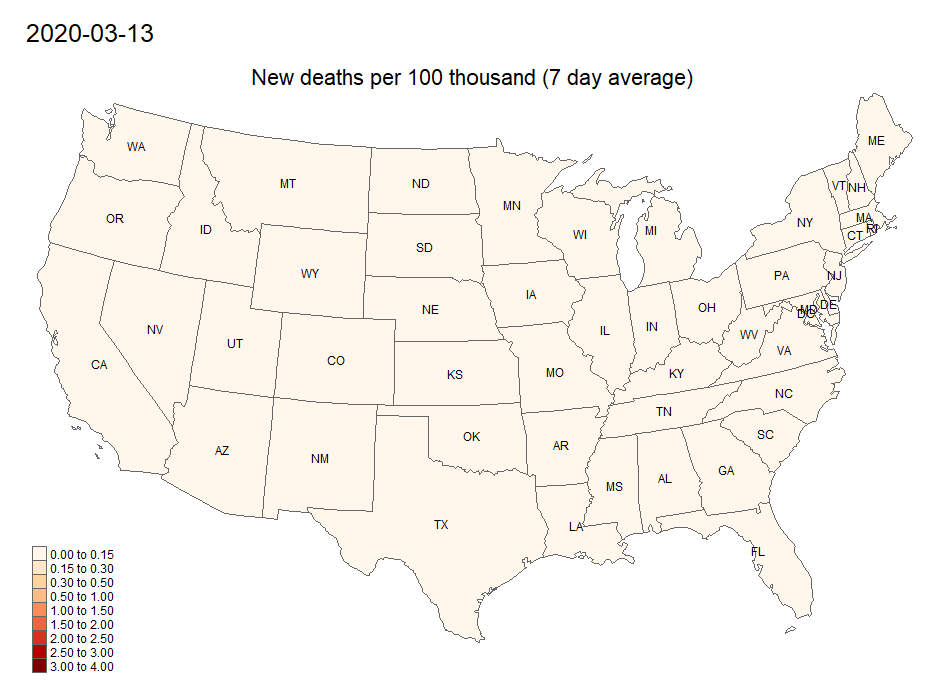 2020-03-13
New deaths per 100 thousand (7 day average)
WA
ME
MT
ND
VT
NH
MN
OR
MA
NY
RI
ID
MI
WI
CT
SD
WY
PA
NJ
IA
DE
NE
OH
MD
DC
NV
IN
IL
WV
UT
VA
CO
CA
KS
MO
KY
NC
TN
SC
OK
AR
AZ
NM
GA
AL
MS
TX
LA
FL
0.00 to 0.15
0.15 to 0.30
0.30 to 0.50
0.50 to 1.00
1.00 to 1.50
1.50 to 2.00
2.00 to 2.50
2.50 to 3.00
3.00 to 4.00